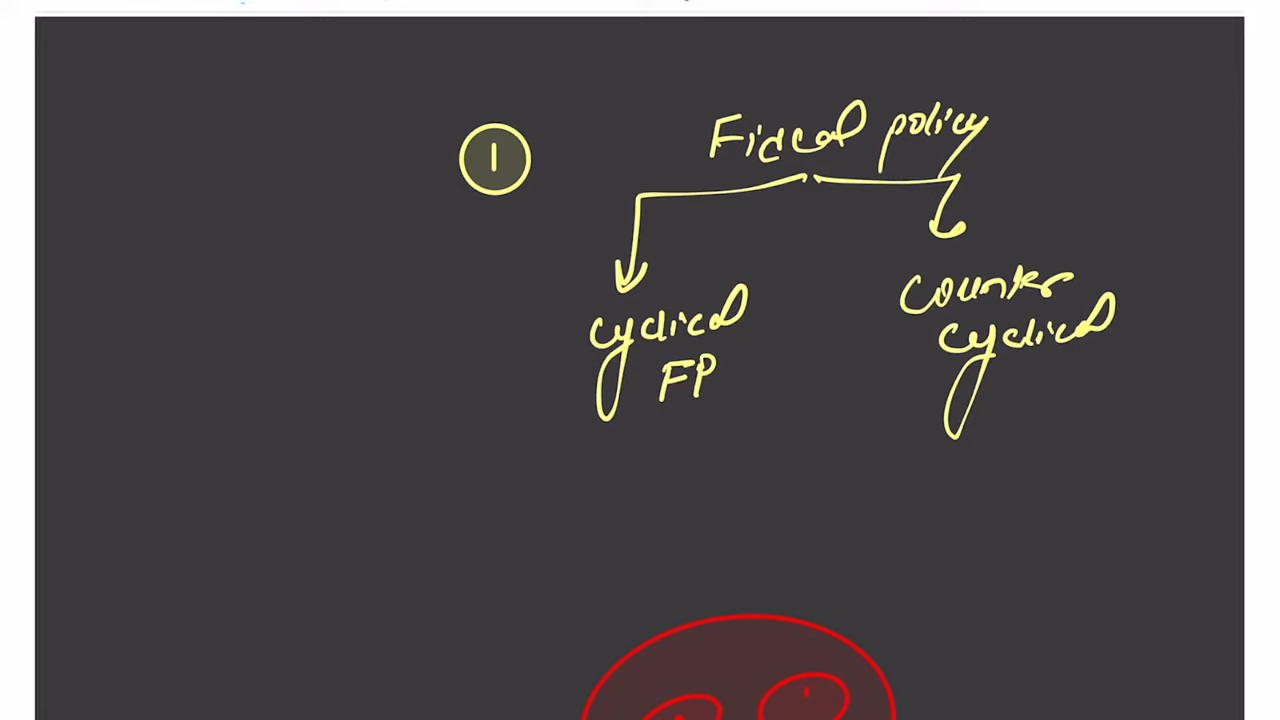 1
Fiscal policy
cyclical
FP
counter
cyclical